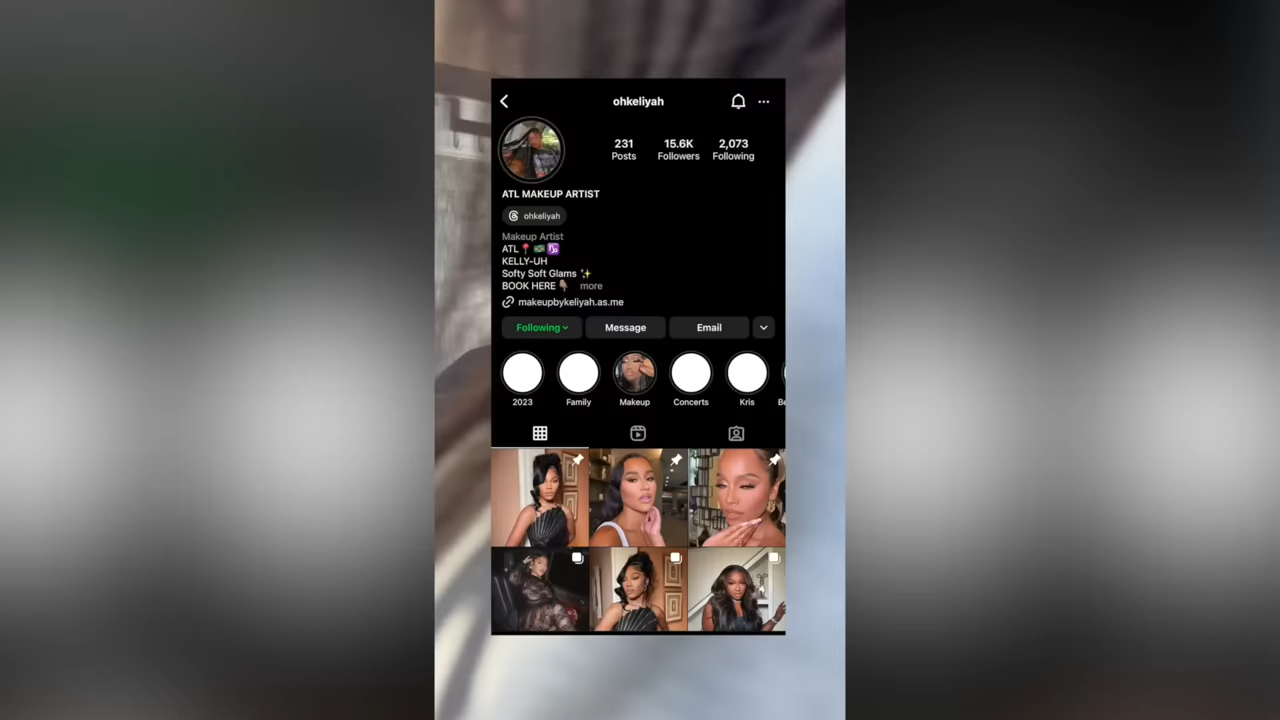 ohkeliyah
231 15.6K 2,073
Posts Followers Following
ATL MAKEUP ARTIST
ohkeliyah
Makeup Artist
ATL
KELLY-UH
Softy Soft Glams
BOOK HERE more
makeupbykeliyah.as.me
Following Message Email
2023 Family Makeup Concerts Kris